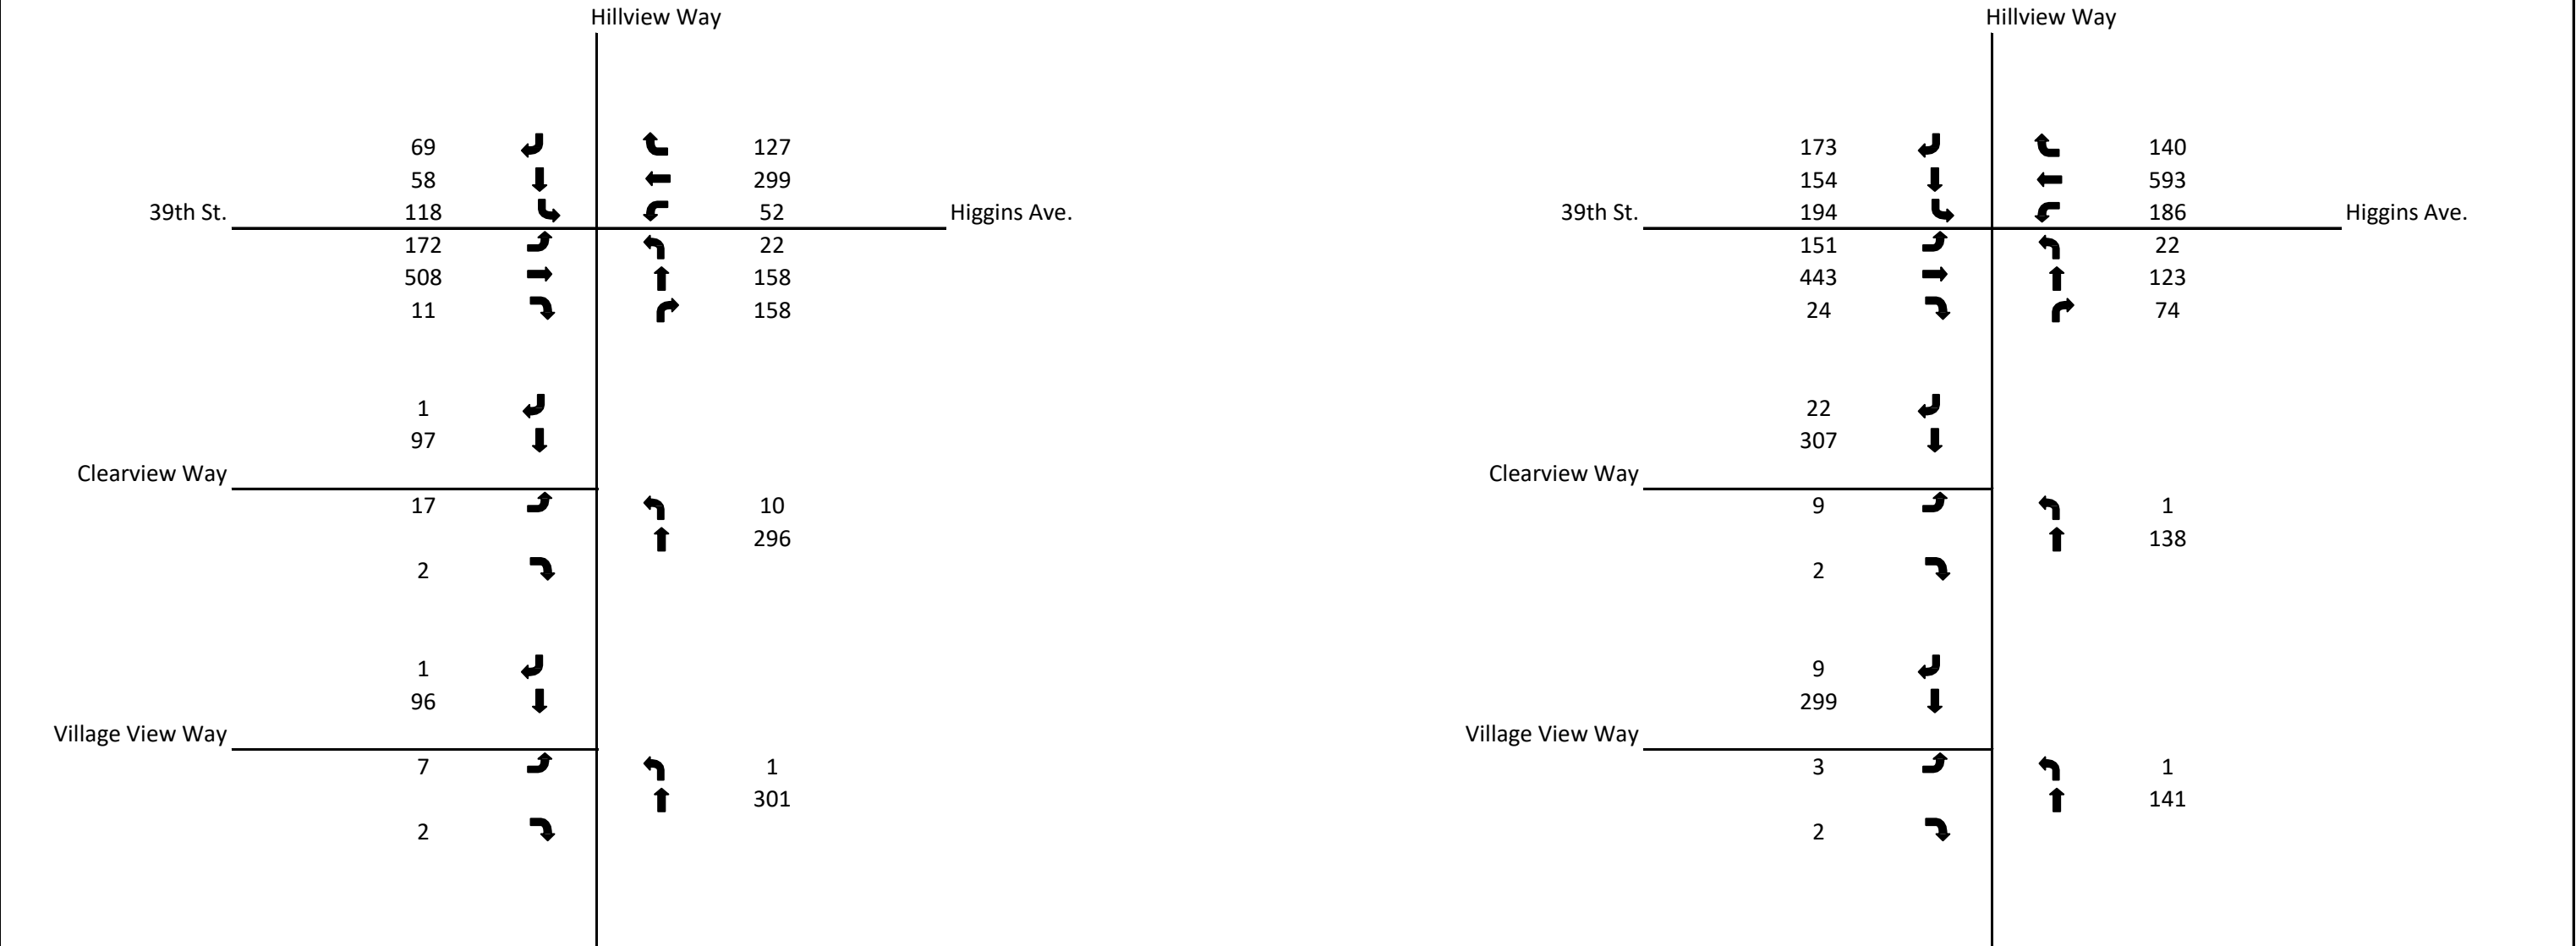 Hillview Way Hillview Way
69 127 173 140
58 299 154 593
39th St. 118 52 Higgins Ave. 39th St. 194 186 Higgins Ave.
172 22 151 22
508 158 443 123
11 158 24 74
1 22
97 307
Clearview Way Clearview Way
17 10 9 1
296 138
2 2
1 9
96 299
Village View Way Village View Way
7 1 3 1
301 141
2 2